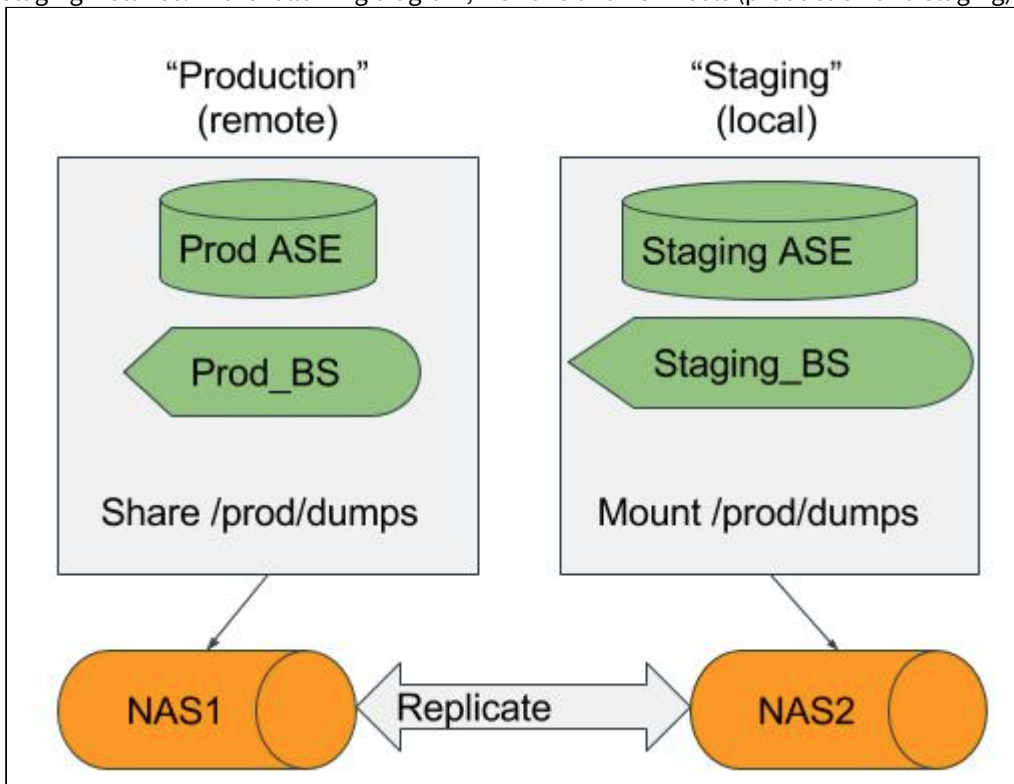 “Production”
(remote)
“Staging”
(local)
Prod ASE
Prod_BS
Share /prod/dumps
Staging ASE
Staging_BS
Mount /prod/dumps
NAS1
Replicate
NAS2